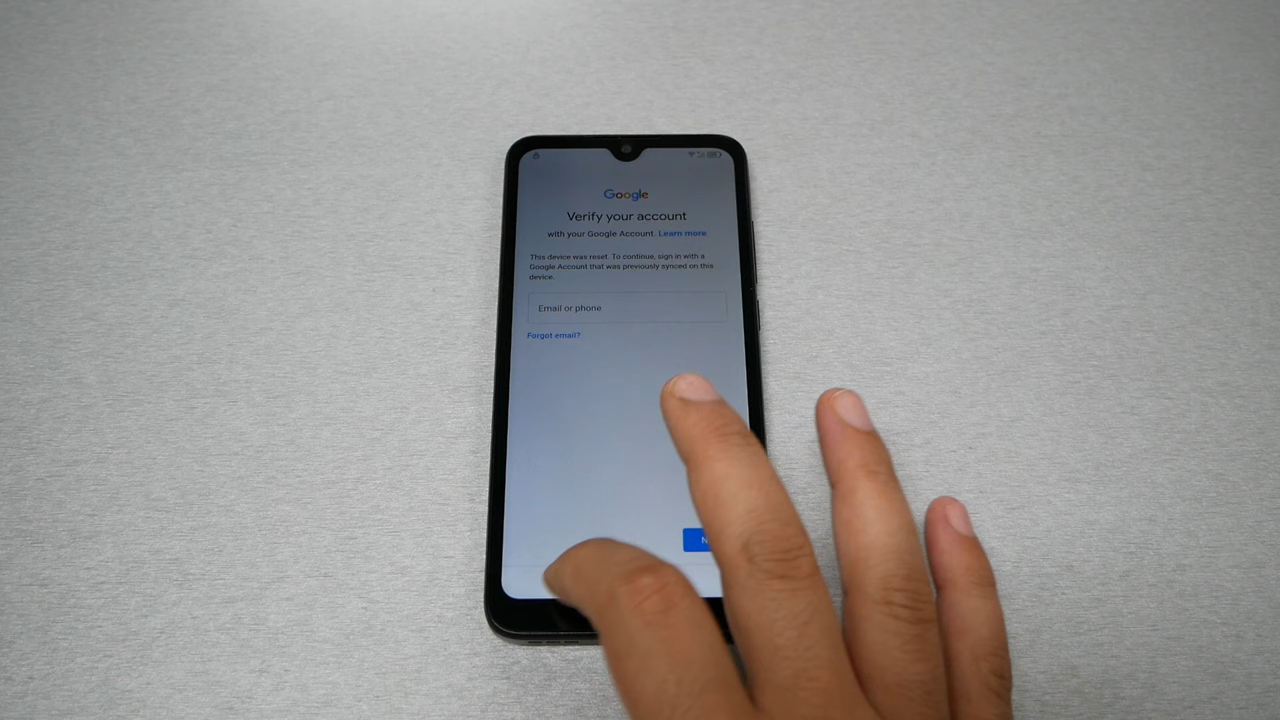 Google
Verify your account
with your Google Account. Learn more
This device was reset. To continue, sign in with a
Google Account that was previously synced on this
device.
Email or phone
Forgot email?